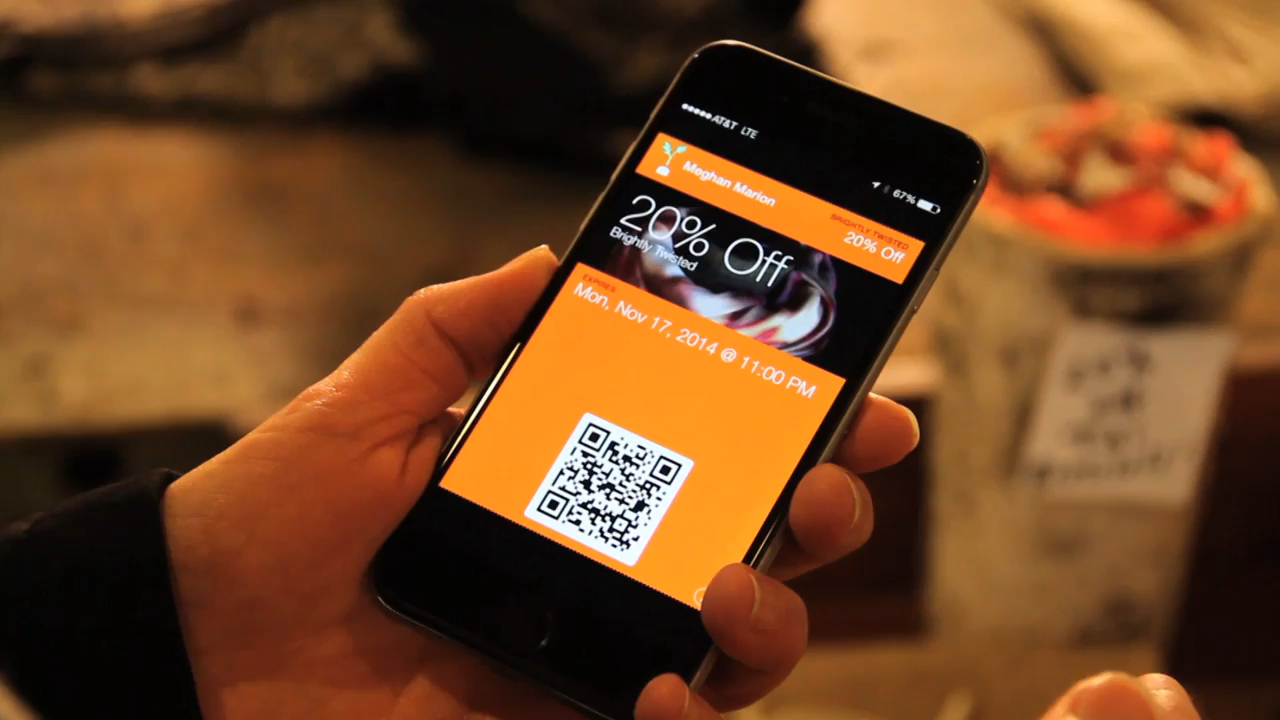 AT&T LTE
67%
Meghan Marion
BRIGHTLY TWISTED
20% Off
20% Off
Brightly Twisted
EXPIRES
Mon, Nov 17, 2014 @ 11:00 PM